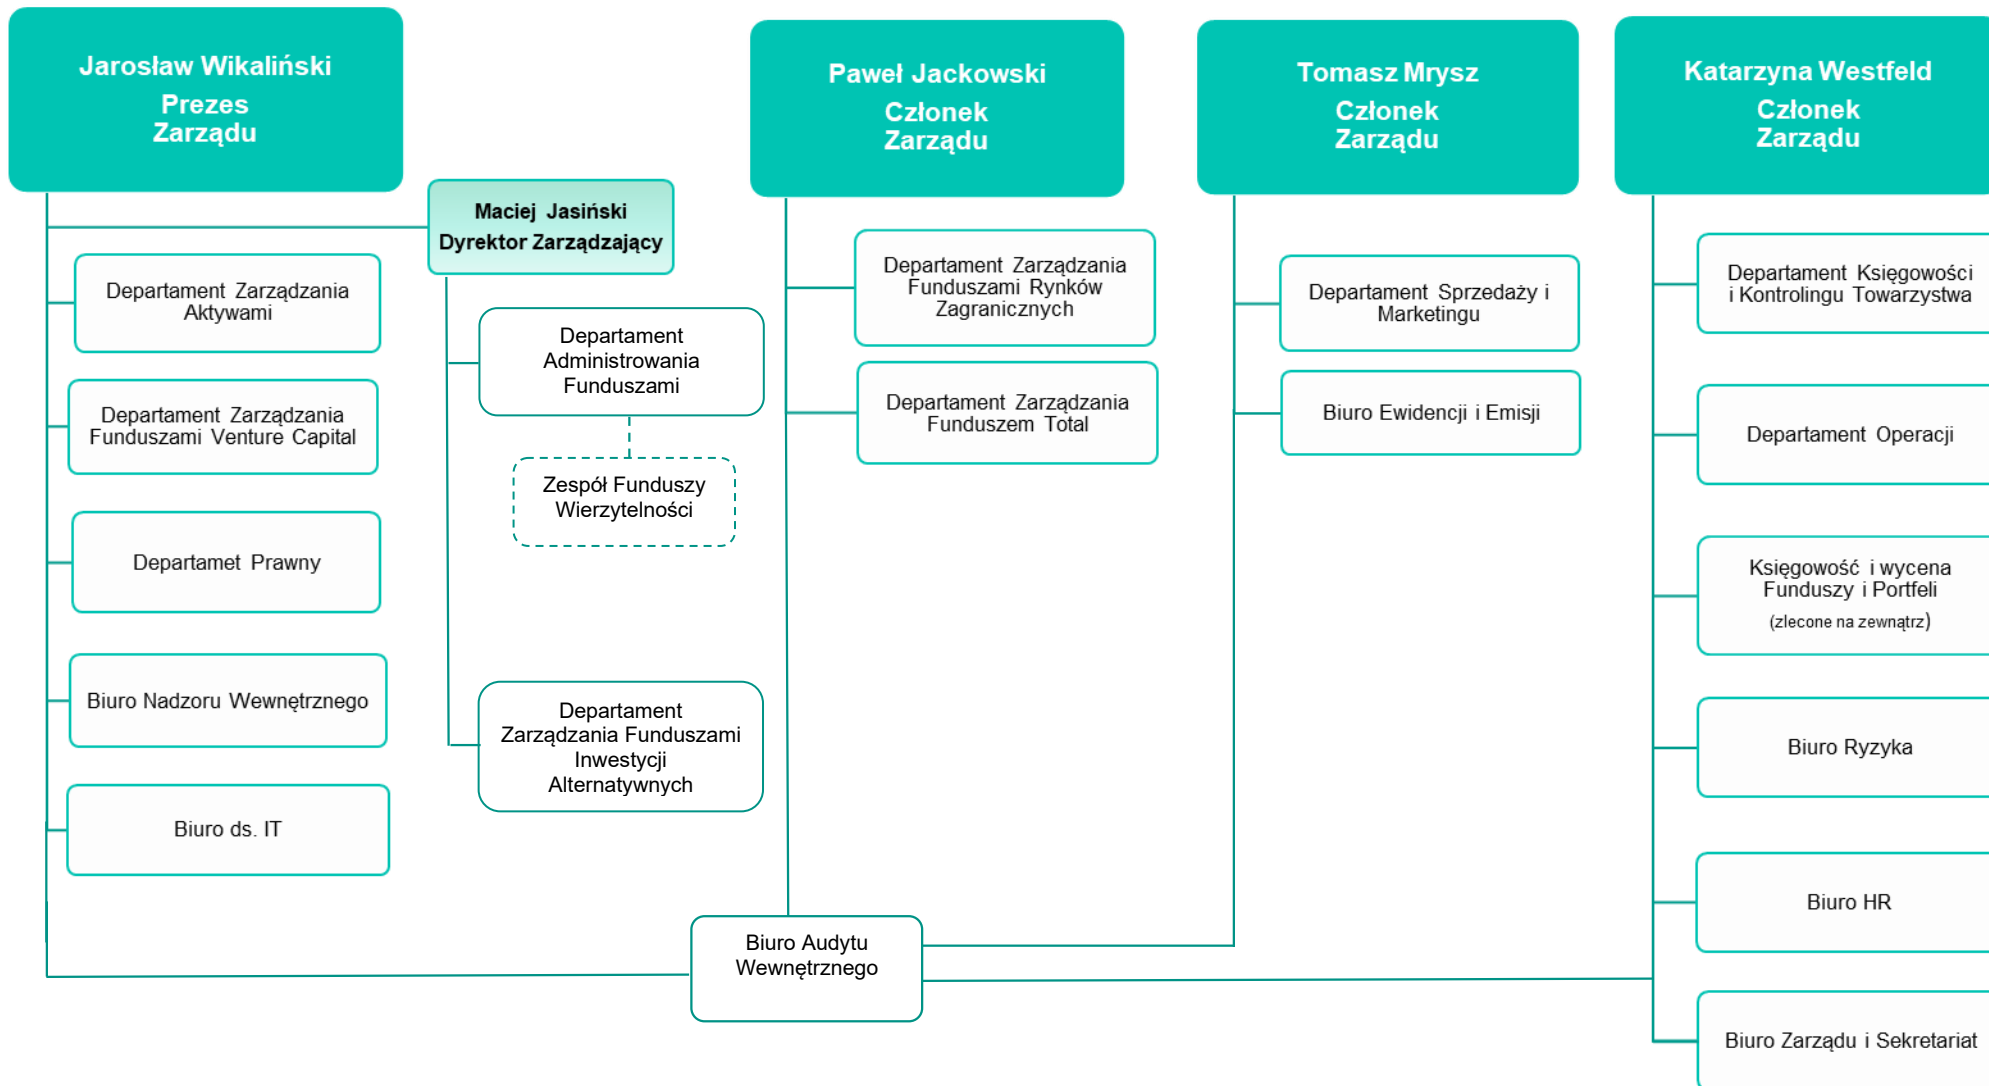 Jarosław Wikaliński
Prezes
Zarządu
Paweł Jackowski
Członek
Zarządu
Tomasz Mrysz
Członek
Zarządu
Katarzyna Westfeld
Członek
Zarządu
Maciej Jasiński
Dyrektor Zarządzający
Departament Zarządzania
Aktywami
Departament Zarządzania
Funduszami Venture Capital
Departamet Prawny
Biuro Nadzoru Wewnętrznego
Biuro ds. IT
Departament
Administrowania
Funduszami
Zespół Funduszy
Wierzytelności
Departament
Zarządzania Funduszami
Inwestycji
Alternatywnych
Departament Zarządzania
Funduszami Rynków
Zagranicznych
Departament Zarządzania
Funduszem Total
Departament Sprzedaży i
Marketingu
Biuro Ewidencji i Emisji
Departament Księgowości
i Kontrolingu Towarzystwa
Departament Operacji
Księgowość i wycena
Funduszy i Portfeli
(zlecone na zewnątrz)
Biuro Ryzyka
Biuro HR
Biuro Zarządu i Sekretariat
Biuro Audytu
Wewnętrznego